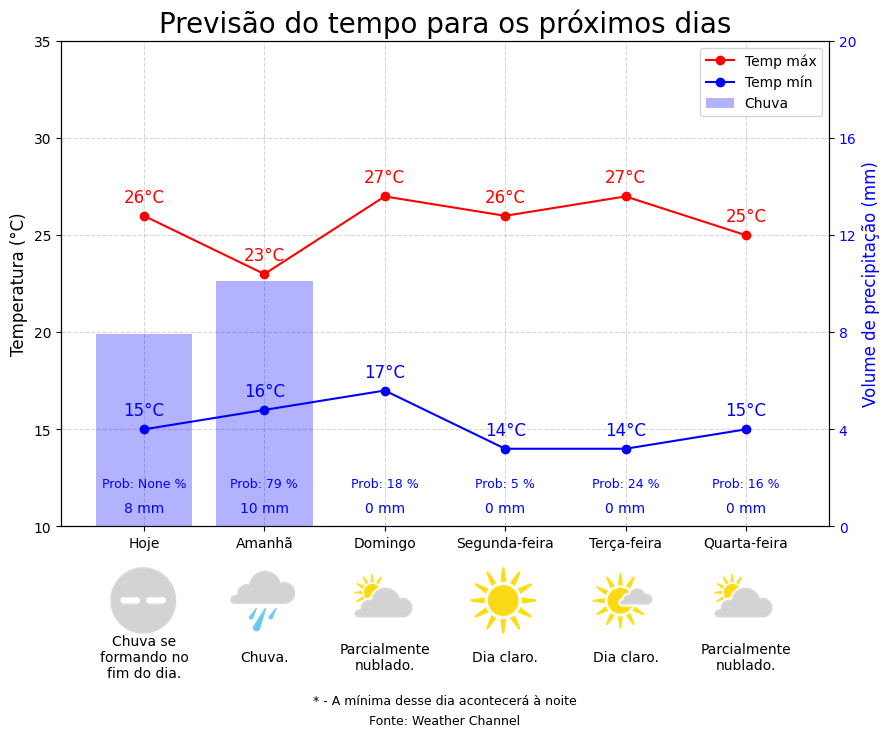 Previsão do tempo para os próximos dias
Temp máx
Temp mín
Chuva
35
30
25
20
15
10
Temperatura (°C)
20
16
12
8
4
0
Volume de precipitação (mm)
26°C
23°C
27°C
26°C
27°C
25°C
15°C
16°C
17°C
14°C
14°C
15°C
Prob: None %
Prob: 79 %
Prob: 18 %
Prob: 5 %
Prob: 24 %
Prob: 16 %
8 mm
10 mm
0 mm
0 mm
0 mm
0 mm
Hoje
Amanhã
Domingo
Segunda-feira
Terça-feira
Quarta-feira
Chuva se
formando no
fim do dia.
Chuva.
Parcialmente
nublado.
Dia claro.
Dia claro.
Parcialmente
nublado.
* - A mínima desse dia acontecerá à noite
Fonte: Weather Channel